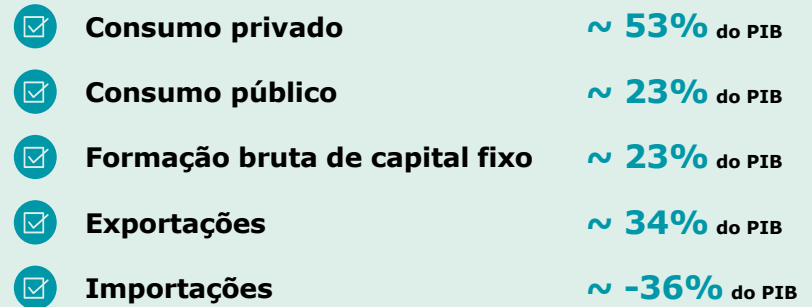 Consumo privado ~ 53% do PIB
Consumo público ~ 23% do PIB
Formação bruta de capital fixo ~ 23% do PIB
Exportações ~ 34% do PIB
Importações ~ -36% do PIB